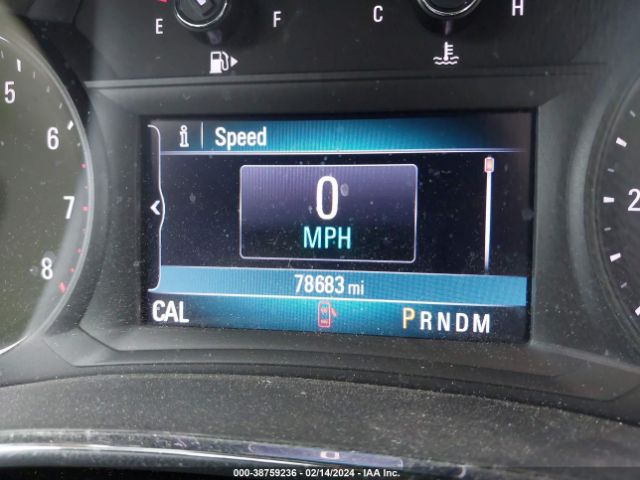 E F C H
5
6
7
8
i Speed
0
MPH
78683 mi
CAL PRNDM
2
000-38759236 - 02/14/2024 - IAA Inc.